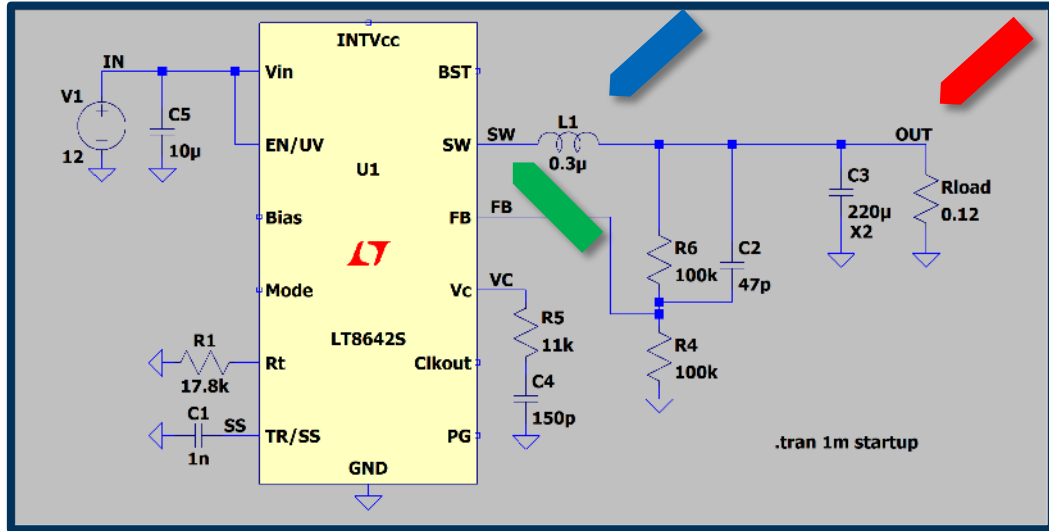 INTVcc
IN
Vin
BST
V1
C5
10µ
12
EN/UV
SW
SW
L1
0.3µ
OUT
U1
C3
220µ
X2
Rload
0.12
Bias
FB
FB
R6
100k
C2
47p
Mode
Vc
VC
R5
11k
LT8642S
R4
100k
R1
17.8k
Rt
Clkout
C4
150p
C1
1n
SS
TR/SS
PG
.tran 1m startup
GND